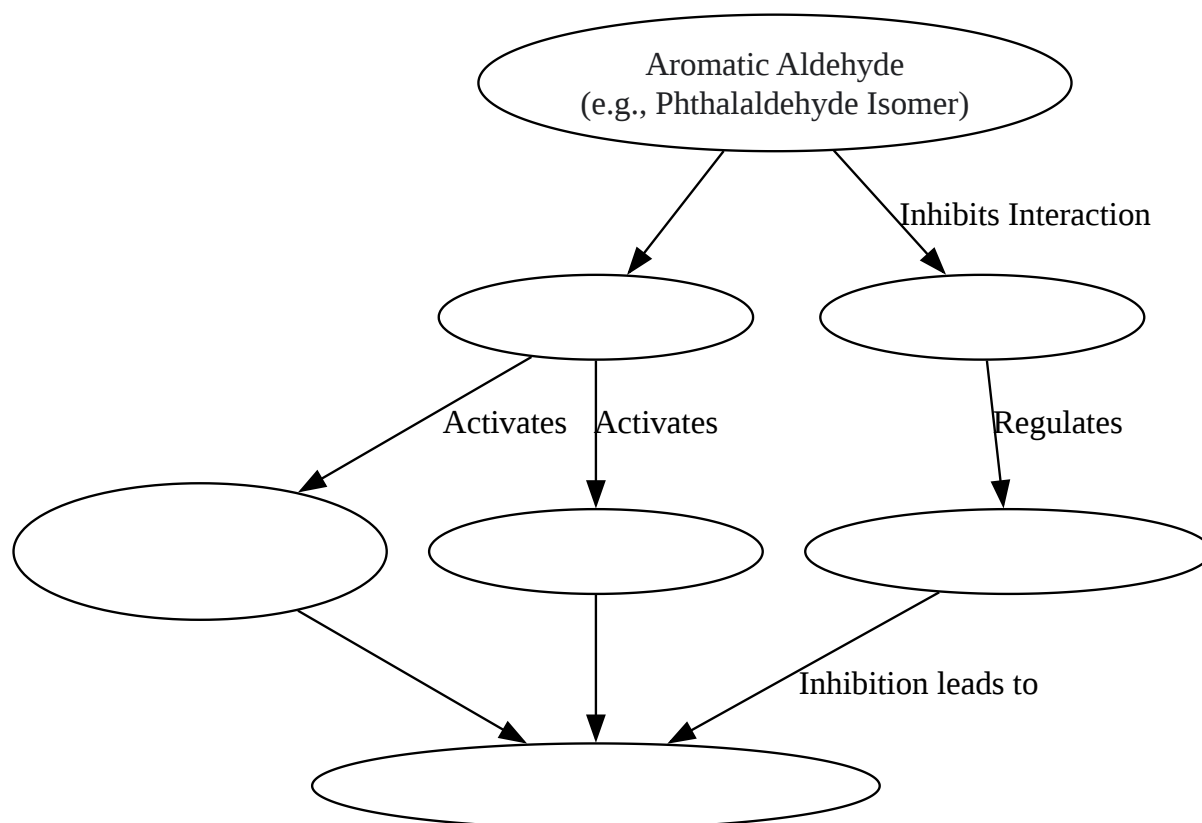 Aromatic Aldehyde
(e.g., Phthalaldehyde Isomer)
Inhibits Interaction
Activates
Activates
Regulates
Inhibition leads to